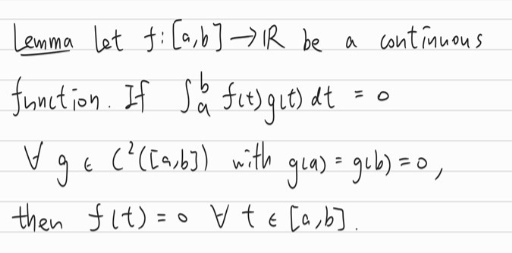 Lemma Let f: [a,b] → ℝ be a continuous
function. If ∫ₐᵇ f(t)g(t) dt = 0
∀ g ∈ C²([a,b]) with g(a) = g(b) = 0,
then f(t) = 0 ∀ t ∈ [a,b].